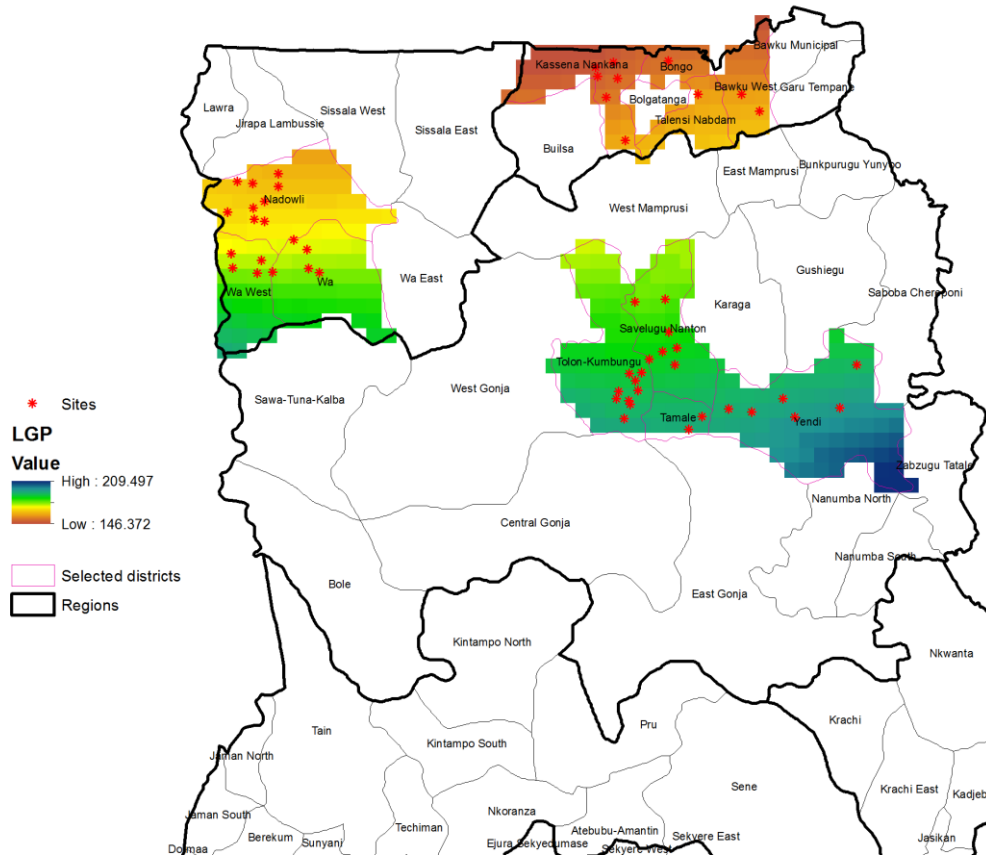 Bawku Municipal
Kassena Nankana
Bongo
Bawku West
Garu Tempane
Lawra
Sissala West
Bolgatanga
Jirapa Lambussie
Talensi Nabdam
Sissala East
Builsa
East Mamprusi
Bunkpurugu Yunyoo
Nadowli
West Mamprusi
Gushiegu
Wa East
Wa West
Wa
Saboba Chereponi
Karaga
Savelugu Nanton
Tolon-Kumbungu
West Gonja
Sawa-Tuna-Kalba
Tamale
Yendi
Zabzugu Tatale
Nanumba North
Central Gonja
Nanumba South
Bole
East Gonja
Kintampo North
Nkwanta
Pru
Krachi
Tain
Kintampo South
Jaman North
Sene
Krachi East
Kadjeb
Jaman South
Nkoranza
Techiman
Atebubu-Amantin
Berekum
Sunyani
Ejura Sekyedumase
Sekyere East
Jasikan
Dormaa
Sekyere West
Sites
LGP
Value
High : 209.497
Low : 146.372
Selected districts
Regions